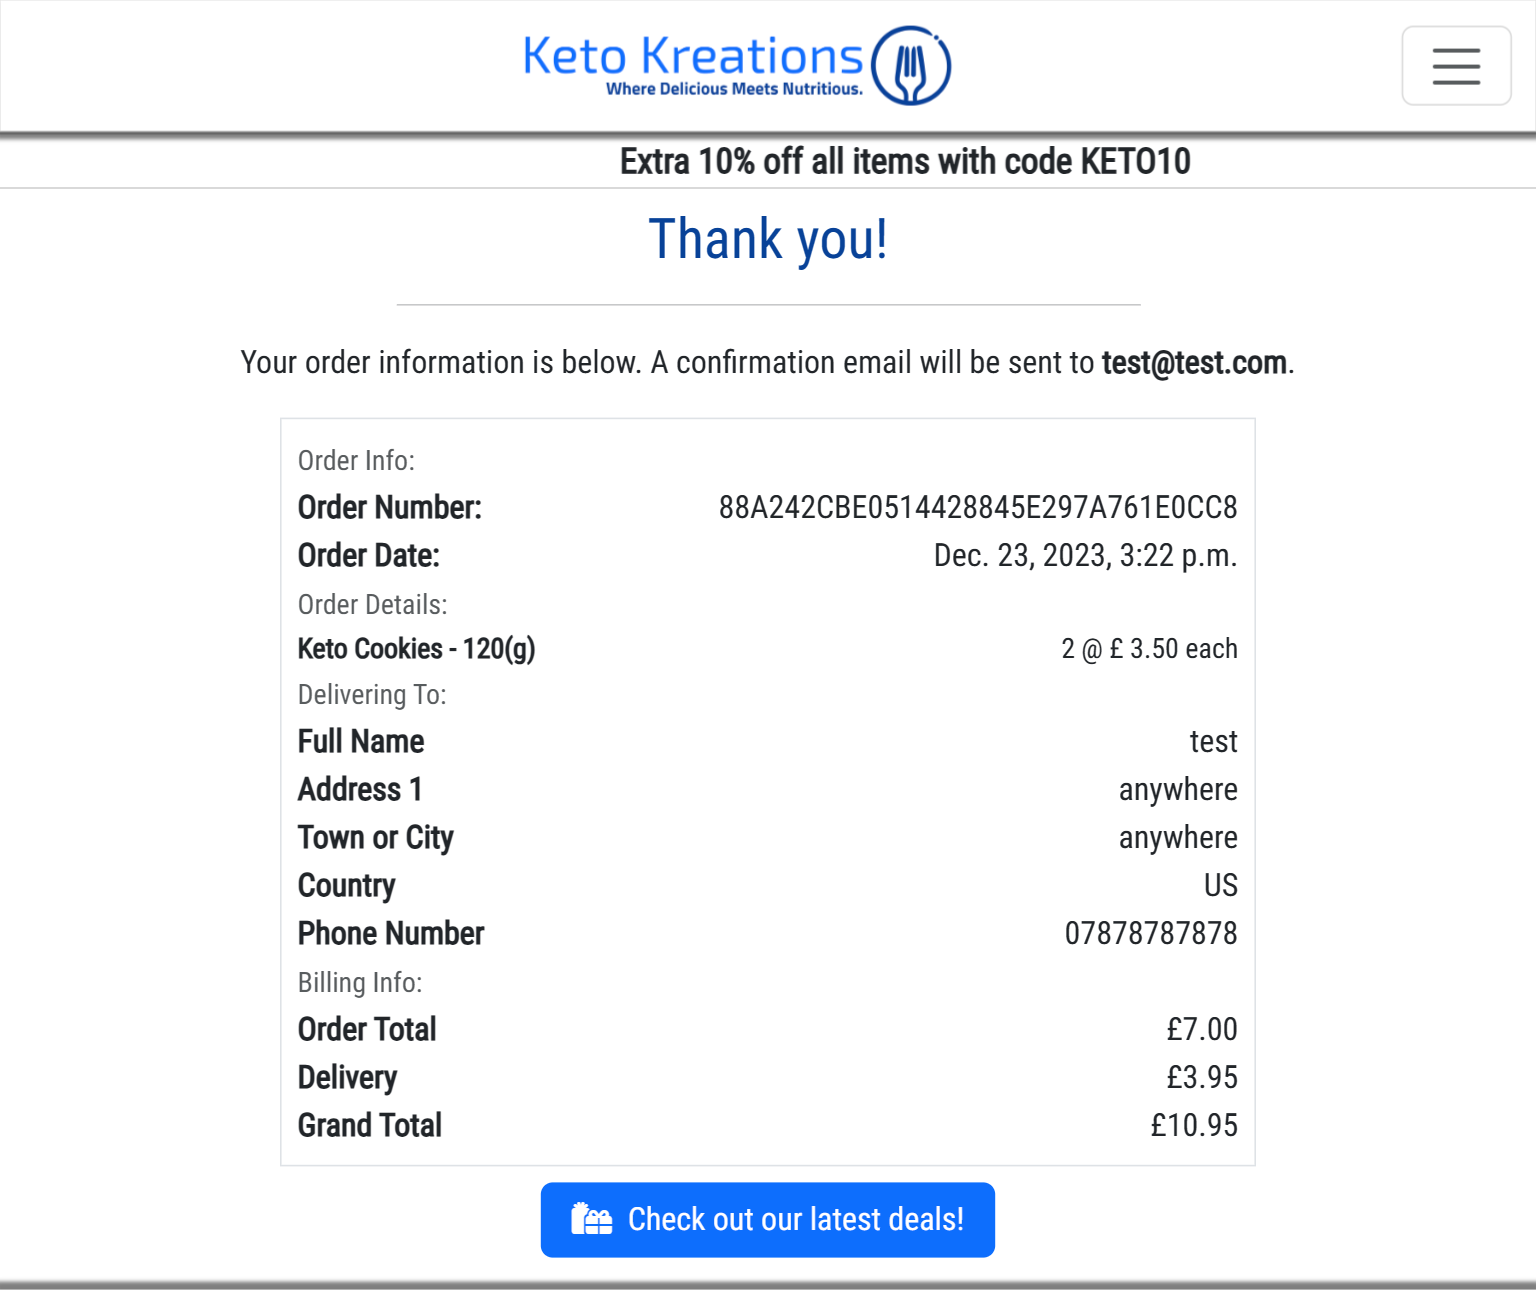 Keto Kreations
Where Delicious Meets Nutritious.
Extra 10% off all items with code KETO10
Thank you!
Your order information is below. A confirmation email will be sent to test@test.com.
Order Info:
Order Number: 88A242CBE0514428845E297A761E0CC8
Order Date: Dec. 23, 2023, 3:22 p.m.
Order Details:
Keto Cookies - 120(g) 2 @ £ 3.50 each
Delivering To:
Full Name test
Address 1 anywhere
Town or City anywhere
Country US
Phone Number 07878787878
Billing Info:
Order Total £7.00
Delivery £3.95
Grand Total £10.95
Check out our latest deals!